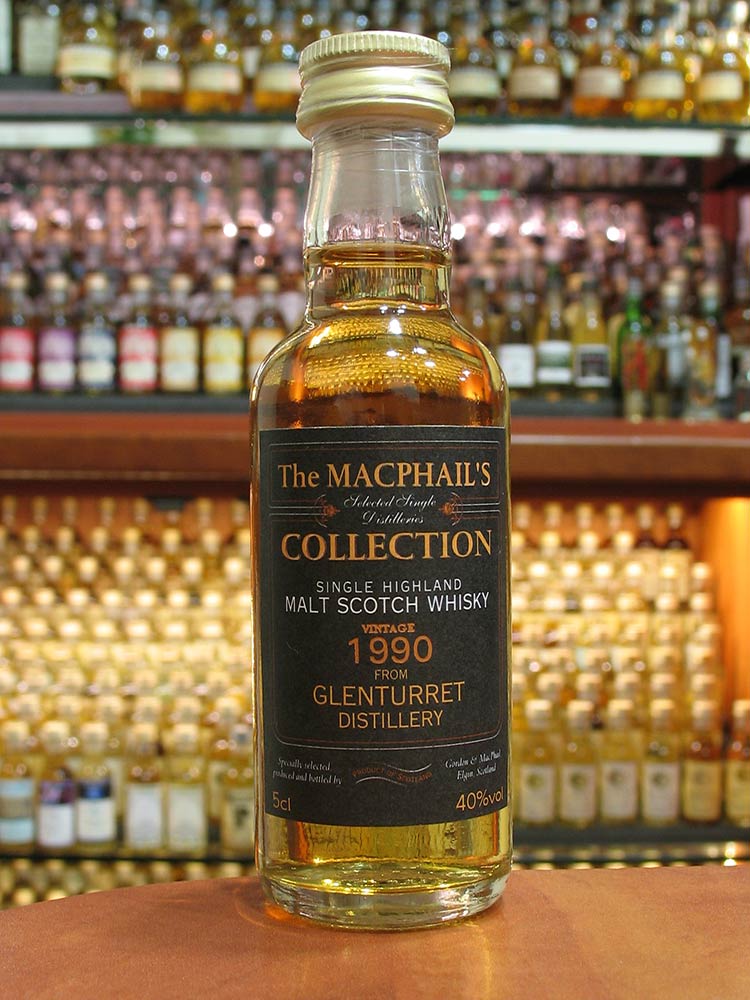 The MACPHAIL'S
Selected Single
Distilleries
COLLECTION
SINGLE HIGHLAND
MALT SCOTCH WHISKY
VINTAGE
1990
FROM
GLENTURRET
DISTILLERY
Specially selected
produced and bottled by
PRODUCT OF SCOTLAND
Gordon & MacPhail
Elgin, Scotland
5cl
40%vol